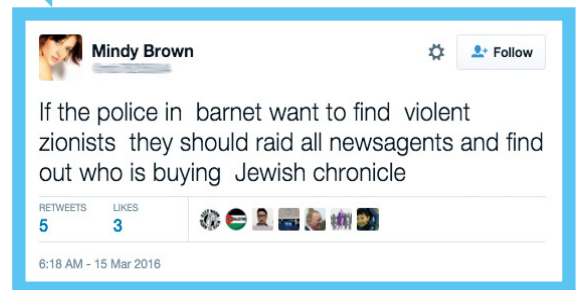 Mindy Brown
Follow
If the police in barnet want to find violent
zionists they should raid all newsagents and find
out who is buying Jewish chronicle
RETWEETS LIKES
5 3
6:18 AM - 15 Mar 2016